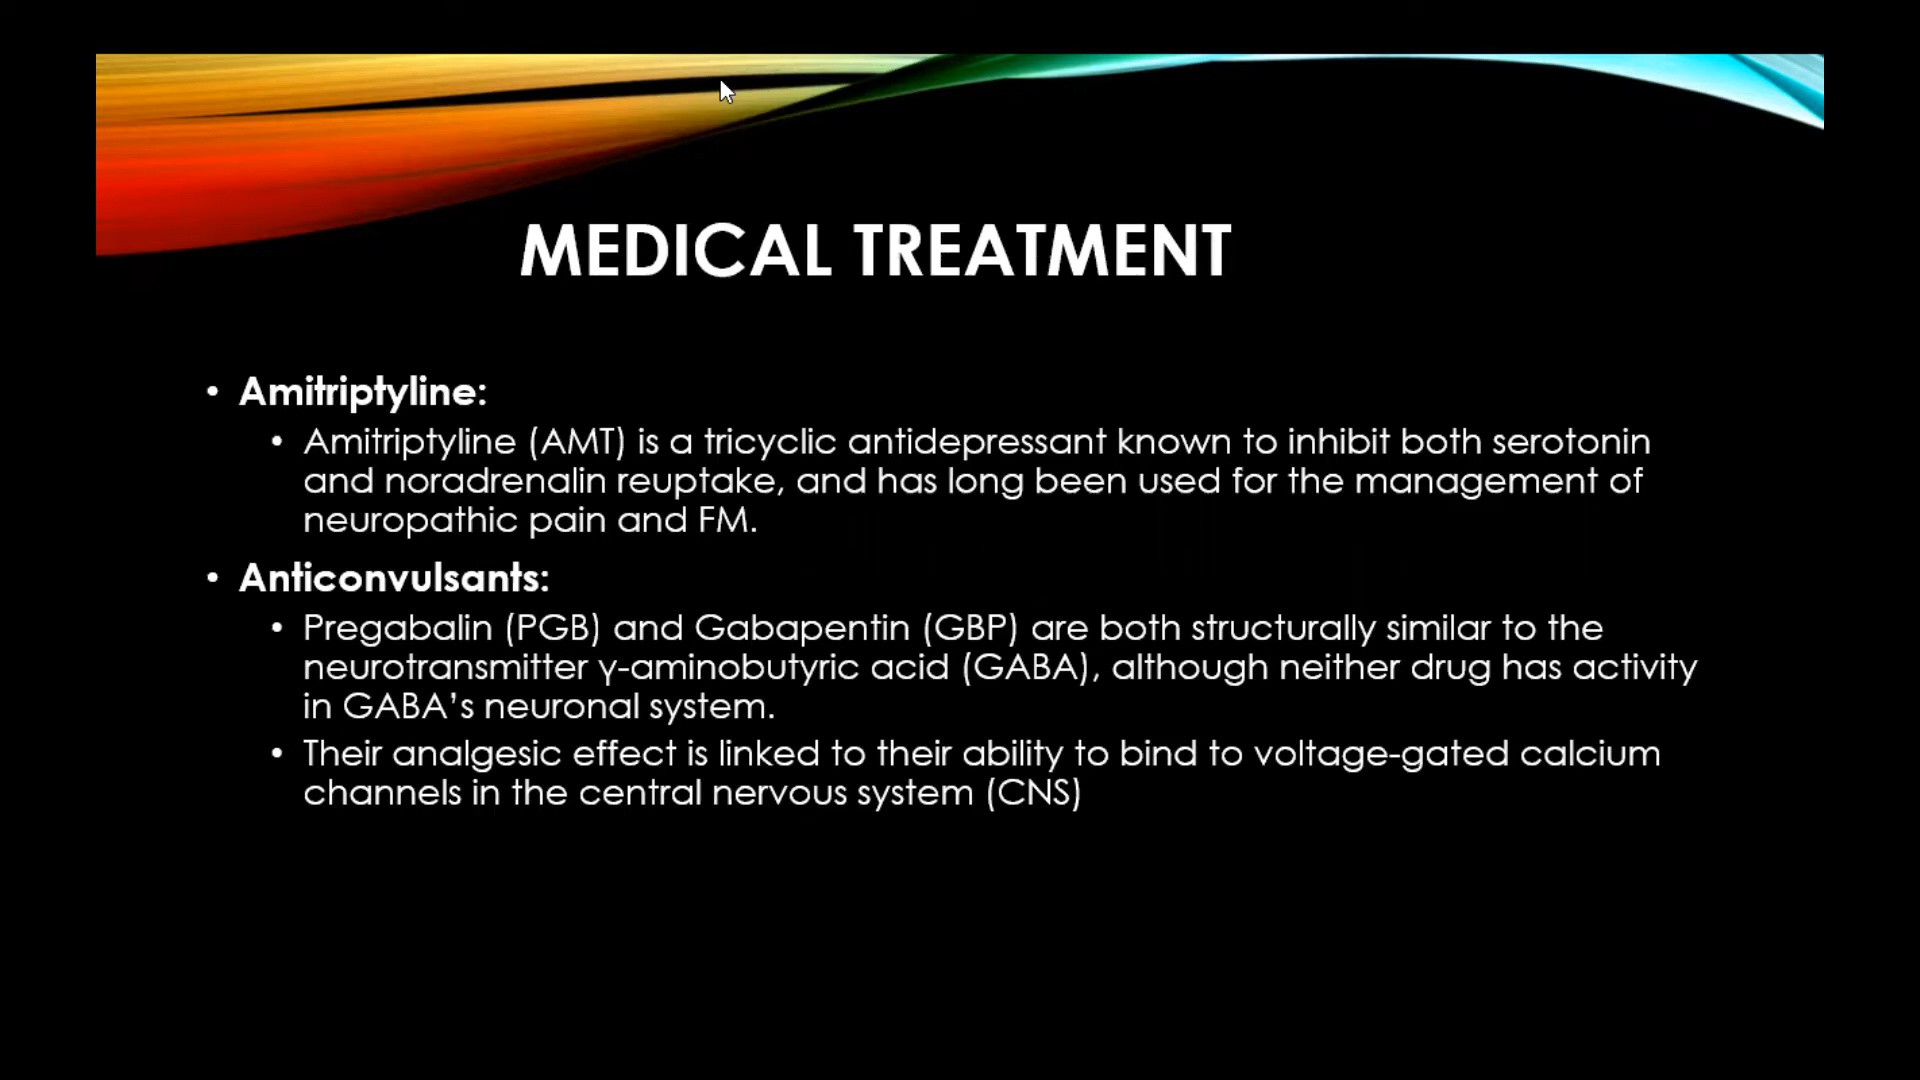 MEDICAL TREATMENT
• Amitriptyline:
• Amitriptyline (AMT) is a tricyclic antidepressant known to inhibit both serotonin
and noradrenalin reuptake, and has long been used for the management of
neuropathic pain and FM.
• Anticonvulsants:
• Pregabalin (PGB) and Gabapentin (GBP) are both structurally similar to the
neurotransmitter γ-aminobutyric acid (GABA), although neither drug has activity
in GABA’s neuronal system.
• Their analgesic effect is linked to their ability to bind to voltage-gated calcium
channels in the central nervous system (CNS)